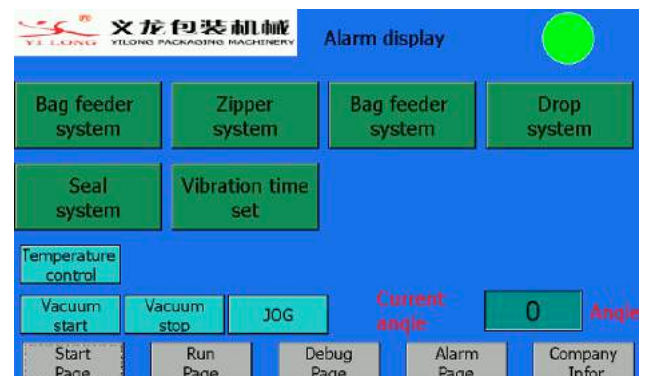 义龙包装机械
YI LONG YILONG PACKAGING MACHINERY
Alarm display
Bag feeder
system
Zipper
system
Bag feeder
system
Drop
system
Seal
system
Vibration time
set
Temperature
control
Vacuum
start
Vacuum
stop
JOG
Current
angle
0
Angle
Start
Page
Run
Page
Debug
Page
Alarm
Page
Company
Infor